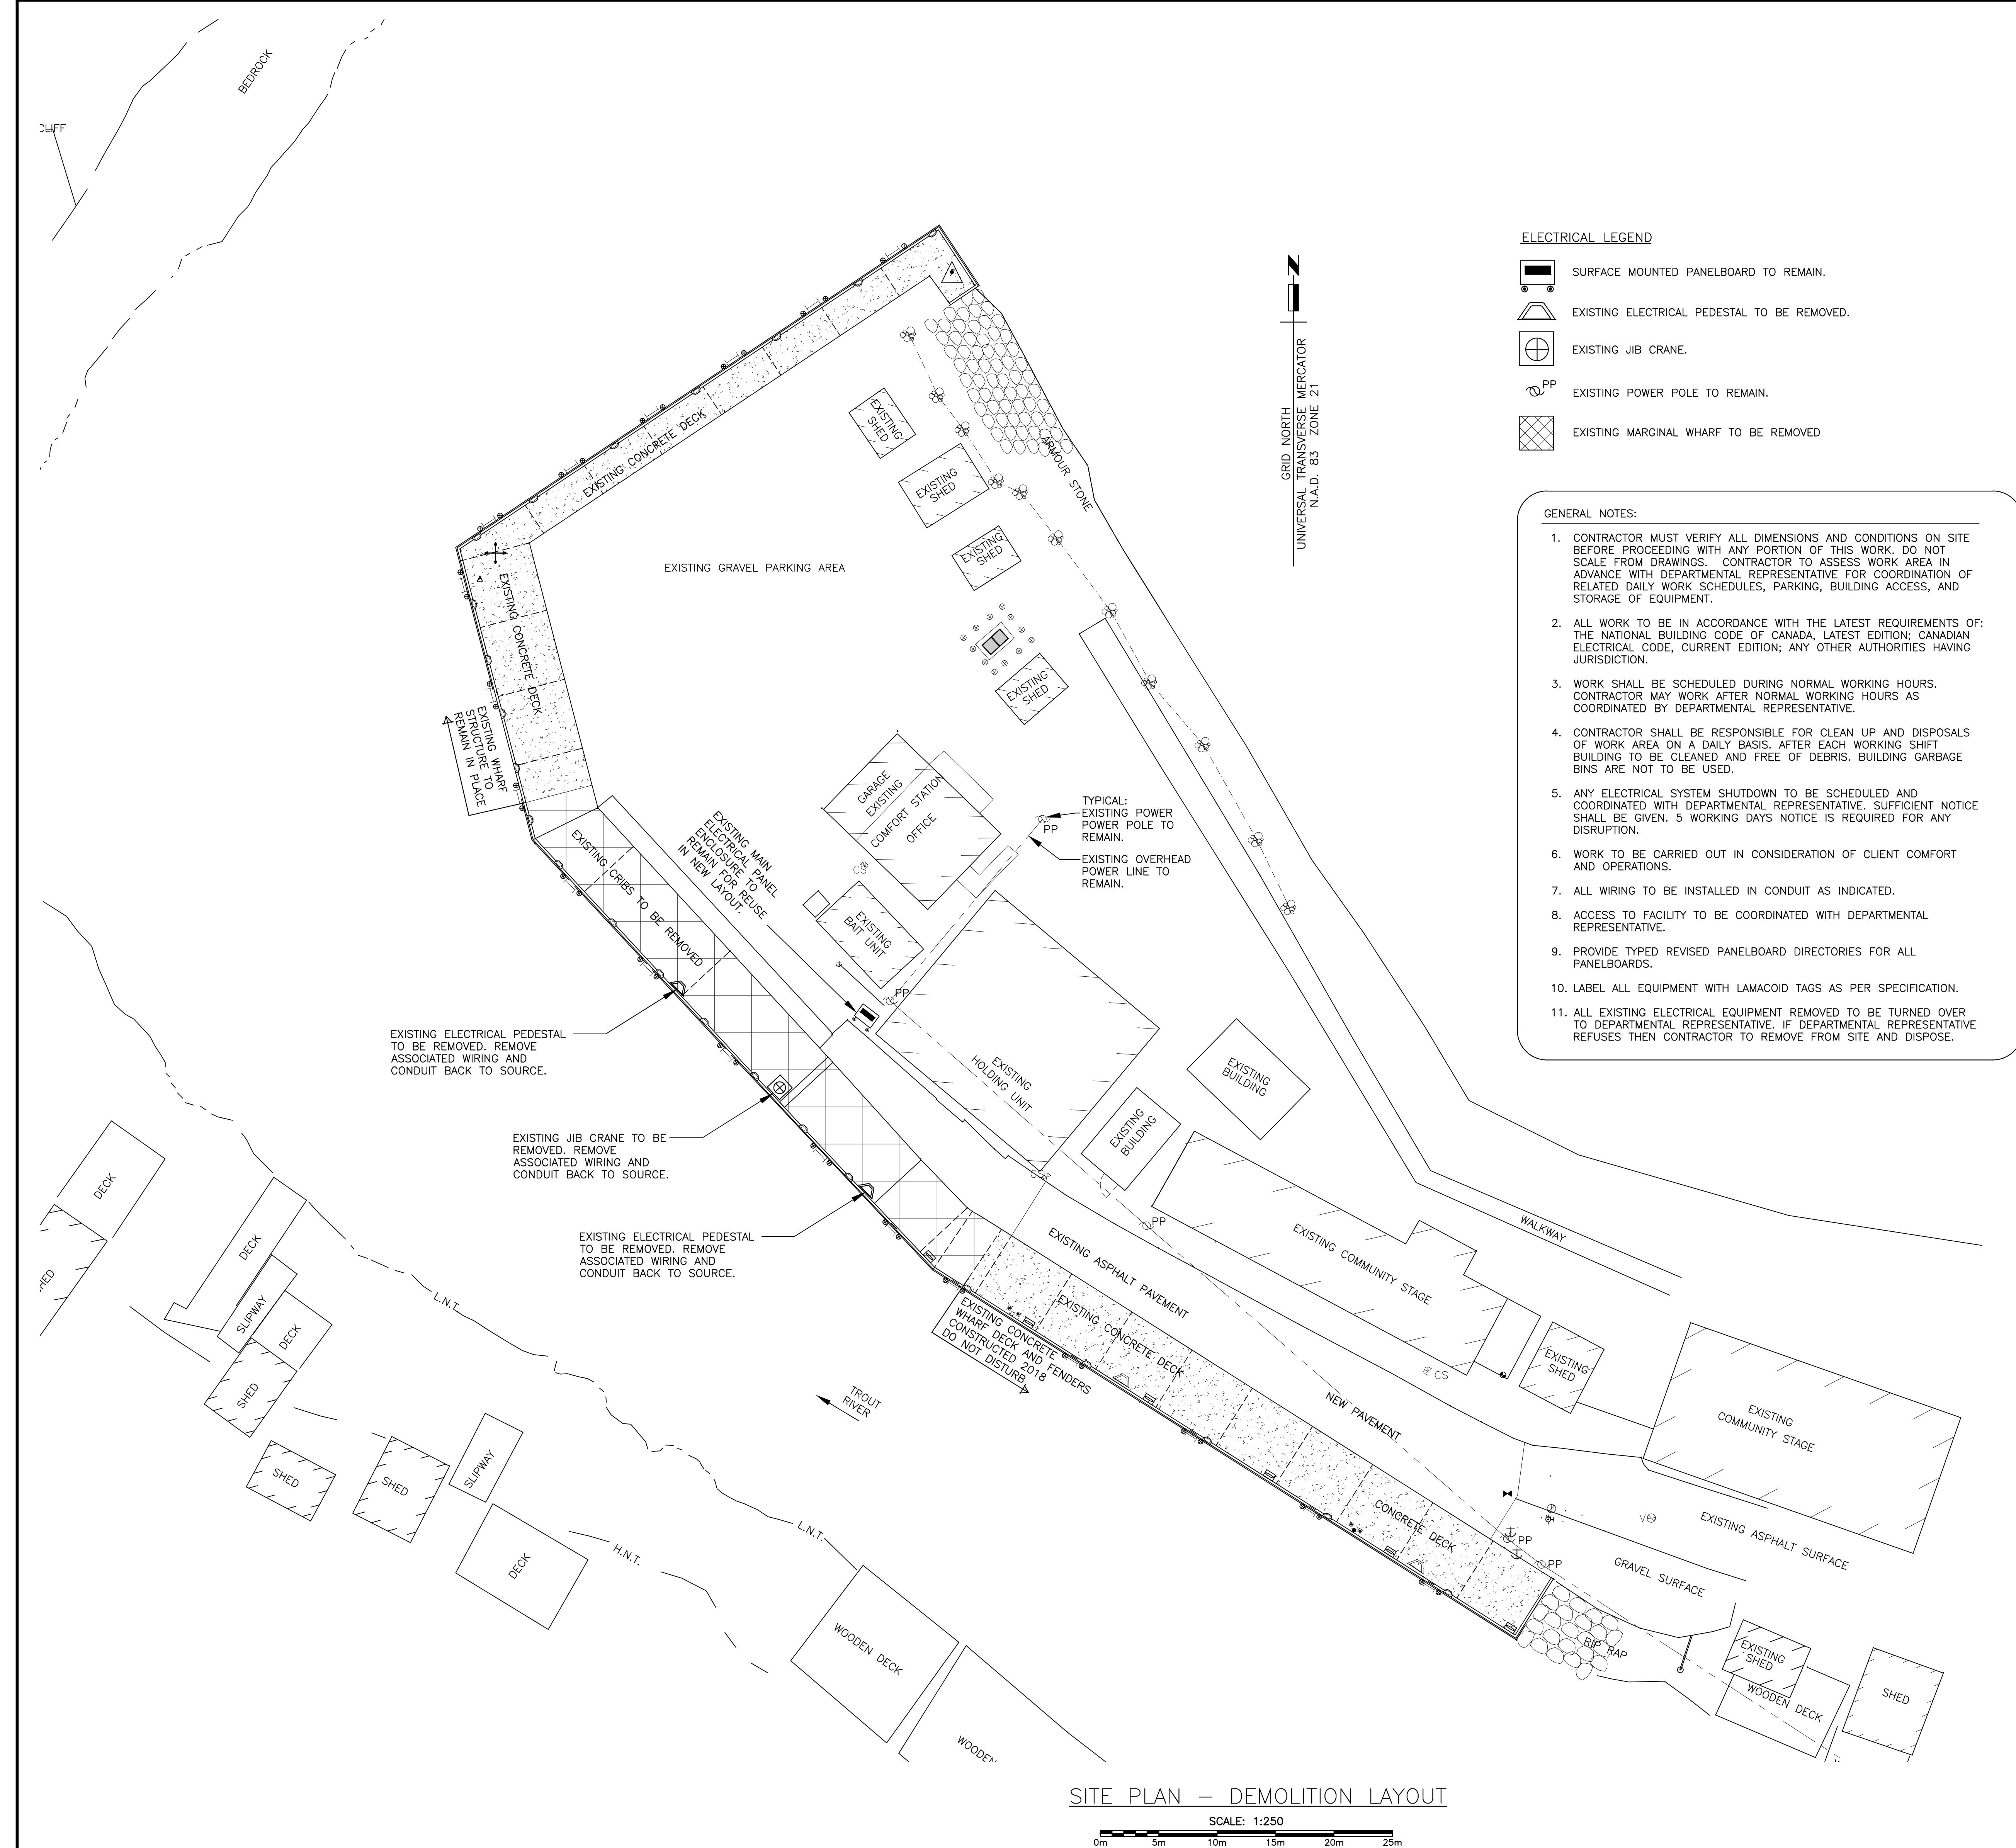 BEDROCK
CLIFF
ELECTRICAL LEGEND
SURFACE MOUNTED PANELBOARD TO REMAIN.
EXISTING ELECTRICAL PEDESTAL TO BE REMOVED.
EXISTING JIB CRANE.
PP
EXISTING POWER POLE TO REMAIN.
EXISTING MARGINAL WHARF TO BE REMOVED
GRID NORTH
UNIVERSAL TRANSVERSE MERCATOR
N.A.D. 83 ZONE 21
GENERAL NOTES:
1. CONTRACTOR MUST VERIFY ALL DIMENSIONS AND CONDITIONS ON SITE
BEFORE PROCEEDING WITH ANY PORTION OF THIS WORK. DO NOT
SCALE FROM DRAWINGS. CONTRACTOR TO ASSESS WORK AREA IN
ADVANCE WITH DEPARTMENTAL REPRESENTATIVE FOR COORDINATION OF
RELATED DAILY WORK SCHEDULES, PARKING, BUILDING ACCESS, AND
STORAGE OF EQUIPMENT.
2. ALL WORK TO BE IN ACCORDANCE WITH THE LATEST REQUIREMENTS OF:
THE NATIONAL BUILDING CODE OF CANADA, LATEST EDITION; CANADIAN
ELECTRICAL CODE, CURRENT EDITION; ANY OTHER AUTHORITIES HAVING
JURISDICTION.
3. WORK SHALL BE SCHEDULED DURING NORMAL WORKING HOURS.
CONTRACTOR MAY WORK AFTER NORMAL WORKING HOURS AS
COORDINATED BY DEPARTMENTAL REPRESENTATIVE.
4. CONTRACTOR SHALL BE RESPONSIBLE FOR CLEAN UP AND DISPOSALS
OF WORK AREA ON A DAILY BASIS. AFTER EACH WORKING SHIFT
BUILDING TO BE CLEANED AND FREE OF DEBRIS. BUILDING GARBAGE
BINS ARE NOT TO BE USED.
5. ANY ELECTRICAL SYSTEM SHUTDOWN TO BE SCHEDULED AND
COORDINATED WITH DEPARTMENTAL REPRESENTATIVE. SUFFICIENT NOTICE
SHALL BE GIVEN. 5 WORKING DAYS NOTICE IS REQUIRED FOR ANY
DISRUPTION.
6. WORK TO BE CARRIED OUT IN CONSIDERATION OF CLIENT COMFORT
AND OPERATIONS.
7. ALL WIRING TO BE INSTALLED IN CONDUIT AS INDICATED.
8. ACCESS TO FACILITY TO BE COORDINATED WITH DEPARTMENTAL
REPRESENTATIVE.
9. PROVIDE TYPED REVISED PANELBOARD DIRECTORIES FOR ALL
PANELBOARDS.
10. LABEL ALL EQUIPMENT WITH LAMACOID TAGS AS PER SPECIFICATION.
11. ALL EXISTING ELECTRICAL EQUIPMENT REMOVED TO BE TURNED OVER
TO DEPARTMENTAL REPRESENTATIVE. IF DEPARTMENTAL REPRESENTATIVE
REFUSES THEN CONTRACTOR TO REMOVE FROM SITE AND DISPOSE.
EXISTING CONCRETE DECK
EXISTING
SHED
EXISTING
SHED
ARMOUR STONE
EXISTING
SHED
EXISTING GRAVEL PARKING AREA
EXISTING CONCRETE DECK
EXISTING
SHED
EXISTING WHARF
STRUCTURE TO
REMAIN IN PLACE
GARAGE
EXISTING
COMFORT STATION
OFFICE
CS
TYPICAL:
EXISTING POWER
POWER POLE TO
REMAIN.
PP
EXISTING OVERHEAD
POWER LINE TO
REMAIN.
EXISTING MAIN
ELECTRICAL PANEL
ENCLOSURE TO
REMAIN FOR REUSE
IN NEW LAYOUT.
EXISTING CRIBS TO BE REMOVED
EXISTING
BAIT UNIT
PP
EXISTING ELECTRICAL PEDESTAL
TO BE REMOVED. REMOVE
ASSOCIATED WIRING AND
CONDUIT BACK TO SOURCE.
EXISTING
HOLDING UNIT
EXISTING
BUILDING
EXISTING
BUILDING
EXISTING JIB CRANE TO BE
REMOVED. REMOVE
ASSOCIATED WIRING AND
CONDUIT BACK TO SOURCE.
CS
PP
WALKWAY
EXISTING ELECTRICAL PEDESTAL
TO BE REMOVED. REMOVE
ASSOCIATED WIRING AND
CONDUIT BACK TO SOURCE.
EXISTING COMMUNITY STAGE
EXISTING ASPHALT PAVEMENT
EXISTING CONCRETE DECK
EXISTING CONCRETE
WHARF DECK AND FENDERS
CONSTRUCTED 2018
DO NOT DISTURB
EXISTING
SHED
CS
NEW PAVEMENT
EXISTING
COMMUNITY STAGE
TROUT
RIVER
CONCRETE DECK
PP
PP
V
EXISTING ASPHALT SURFACE
GRAVEL SURFACE
RIP RAP
EXISTING
SHED
WOODEN DECK
SHED
DECK
DECK
SLIPWAY
DECK
SHED
L.N.T.
SHED
SHED
SLIPWAY
DECK
H.N.T.
L.N.T.
WOODEN DECK
WOODEN
SITE PLAN – DEMOLITION LAYOUT
SCALE: 1:250
0m 5m 10m 15m 20m 25m